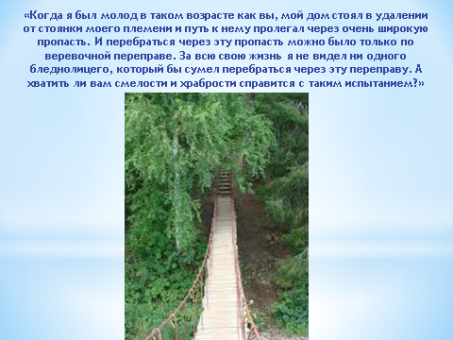 «Когда я был молод в таком возрасте как вы, мой дом стоял в удалении
от стоянки моего племени и путь к нему пролегал через очень широкую
пропасть. И перебраться через эту пропасть можно было только по
веревочной переправе. За всю свою жизнь я не видел ни одного
бледнолицего, который бы сумел перебраться через эту переправу. А
хватить ли вам смелости и храбрости справится с таким испытанием?»